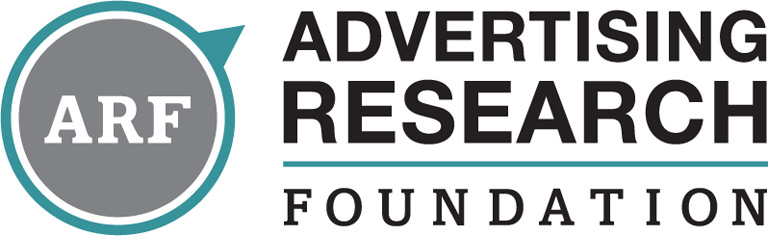 ARF
ADVERTISING
RESEARCH
FOUNDATION